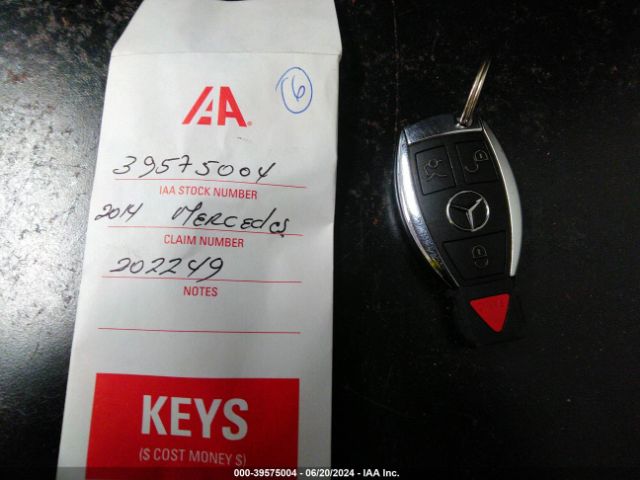 IAA
16
39575004
IAA STOCK NUMBER
2014 MERCEDES
CLAIM NUMBER
202249
NOTES
KEYS
($ COST MONEY $)
000-39575004 - 06/20/2024 - IAA Inc.